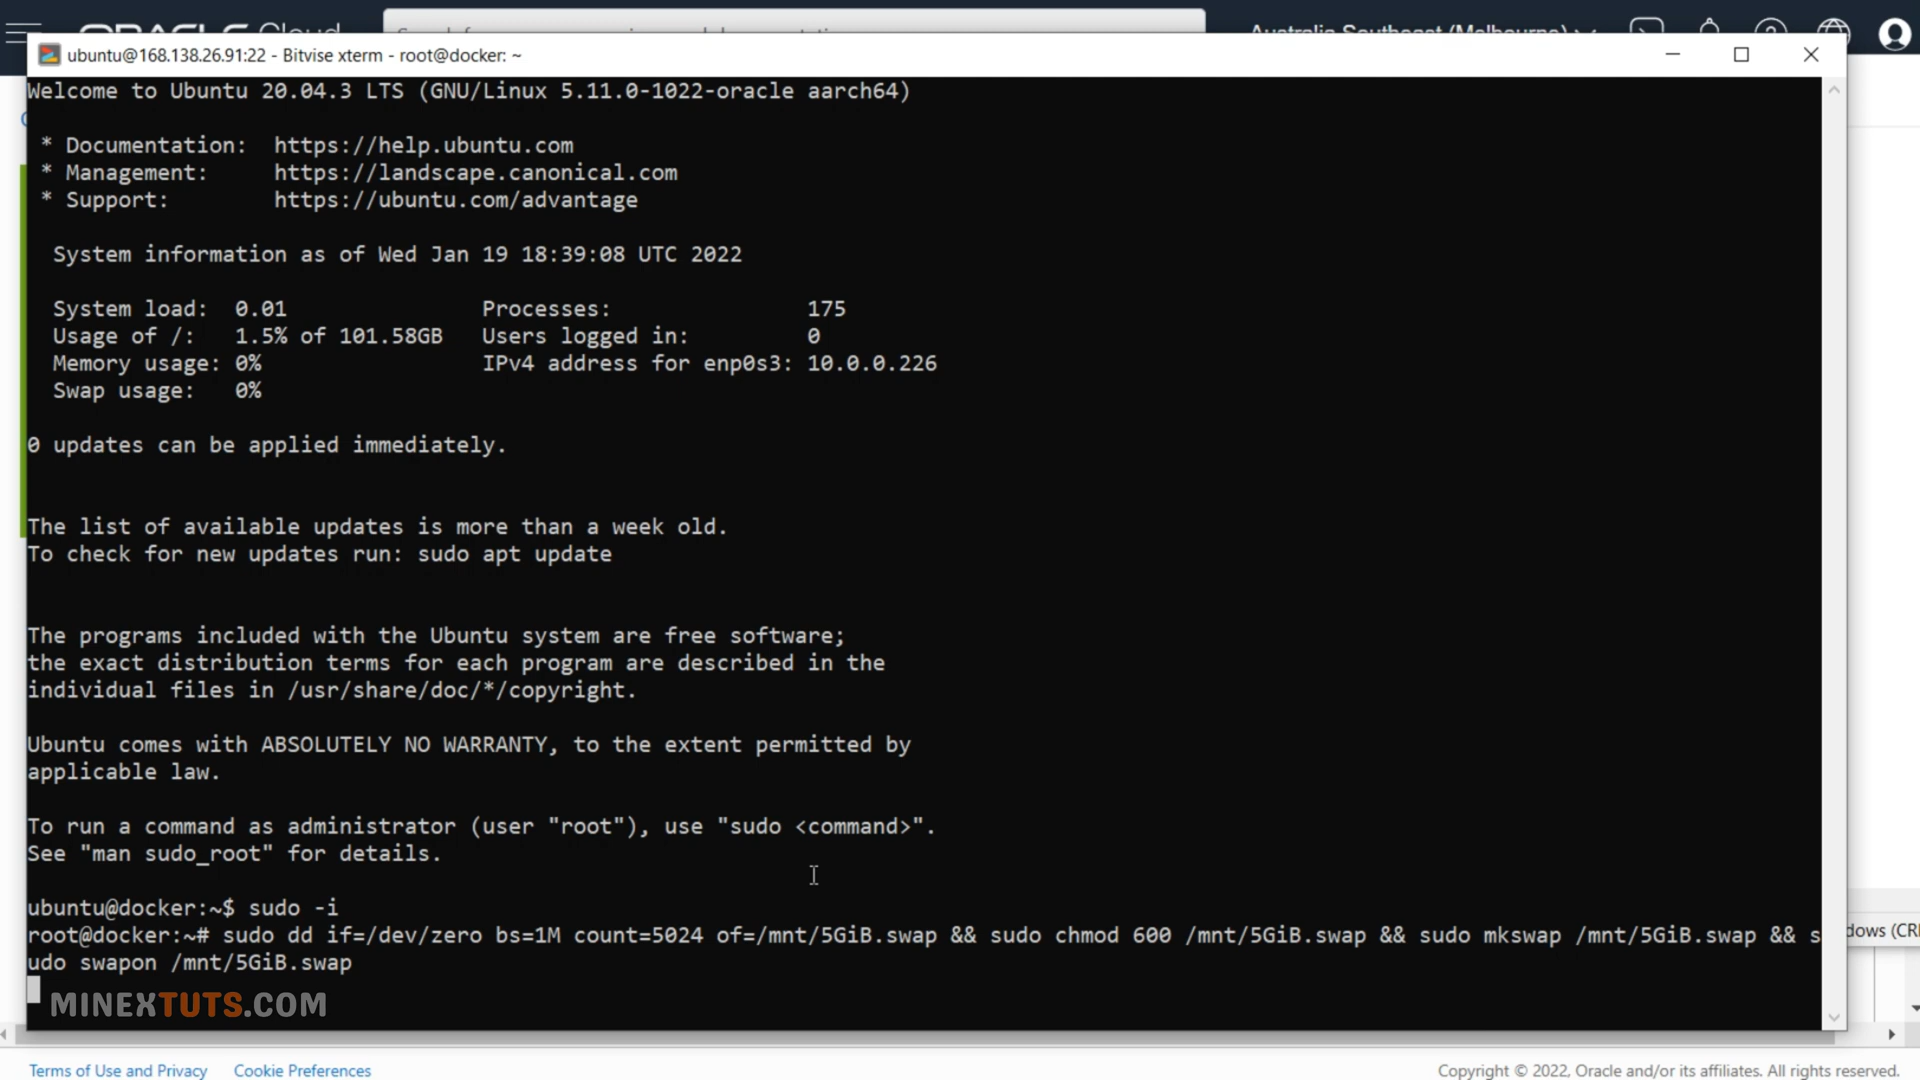 ubuntu@168.138.26.91:22 - Bitvise xterm - root@docker: ~
Welcome to Ubuntu 20.04.3 LTS (GNU/Linux 5.11.0-1022-oracle aarch64)
* Documentation:  https://help.ubuntu.com
* Management:     https://landscape.canonical.com
* Support:        https://ubuntu.com/advantage
System information as of Wed Jan 19 18:39:08 UTC 2022
System load:  0.01               Processes:               175
Usage of /:   1.5% of 101.58GB   Users logged in:         0
Memory usage: 0%                 IPv4 address for enp0s3: 10.0.0.226
Swap usage:   0%
0 updates can be applied immediately.
The list of available updates is more than a week old.
To check for new updates run: sudo apt update
The programs included with the Ubuntu system are free software;
the exact distribution terms for each program are described in the
individual files in /usr/share/doc/*/copyright.
Ubuntu comes with ABSOLUTELY NO WARRANTY, to the extent permitted by
applicable law.
To run a command as administrator (user "root"), use "sudo <command>".
See "man sudo_root" for details.
ubuntu@docker:~$ sudo -i
root@docker:~# sudo dd if=/dev/zero bs=1M count=5024 of=/mnt/5GiB.swap && sudo chmod 600 /mnt/5GiB.swap && sudo mkswap /mnt/5GiB.swap && s
udo swapon /mnt/5GiB.swap
dows (CR
MINEXTUTS.COM
Terms of Use and Privacy   Cookie Preferences
Copyright © 2022, Oracle and/or its affiliates. All rights reserved.